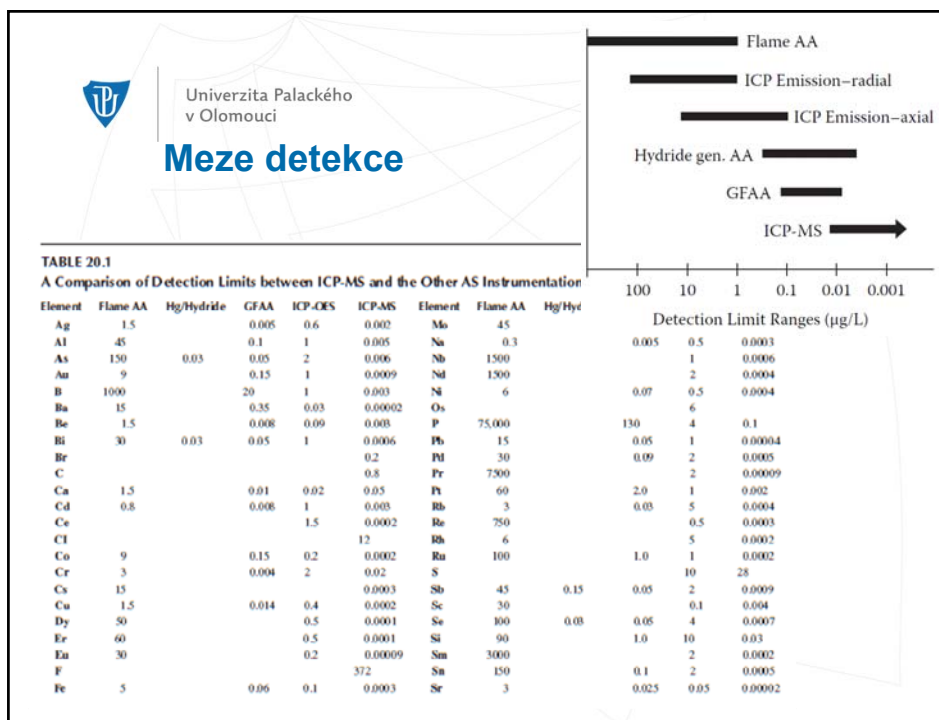 Univerzita Palackého
v Olomouci
Meze detekce
Flame AA
ICP Emission–radial
ICP Emission–axial
Hydride gen. AA
GFAA
ICP-MS
100 10 1 0.1 0.01 0.001
Detection Limit Ranges (µg/L)
TABLE 20.1
A Comparison of Detection Limits between ICP-MS and the Other AS Instrumentation
Element Flame AA Hg/Hydride GFAA ICP-OES ICP-MS Element Flame AA Hg/Hyd
Ag 1.5 0.005 0.6 0.002 Mo 45
Al 45 0.1 1 0.005 Na 0.3 0.005 0.5 0.0003
As 150 0.03 0.05 2 0.006 Nb 1500 1 0.0006
Au 9 0.15 1 0.0009 Nd 1500 2 0.0004
B 1000 20 1 0.003 Ni 6 0.07 0.5 0.0004
Ba 15 0.35 0.03 0.00002 Os 6
Be 1.5 0.008 0.09 0.003 P 75,000 130 4 0.1
Bi 30 0.03 0.05 1 0.0006 Pb 15 0.05 1 0.00004
Br 0.2 Pd 30 0.09 2 0.0005
C 0.8 Pr 7500 2 0.00009
Ca 1.5 0.01 0.02 0.05 Pt 60 2.0 1 0.002
Cd 0.8 0.008 1 0.003 Rb 3 0.03 5 0.0004
Ce 1.5 0.0002 Re 750 0.5 0.0003
Cl 12 Rh 6 5 0.0002
Co 9 0.15 0.2 0.0002 Ru 100 1.0 1 0.0002
Cr 3 0.004 2 0.02 S 10 28
Cs 15 0.0003 Sb 45 0.15 0.05 2 0.0009
Cu 1.5 0.014 0.4 0.0002 Sc 30 0.1 0.004
Dy 50 0.5 0.0001 Se 100 0.03 0.05 4 0.0007
Er 60 0.5 0.0001 Si 90 1.0 10 0.03
Eu 30 0.2 0.00009 Sm 3000 2 0.0002
F 372 Sn 150 0.1 2 0.0005
Fe 5 0.06 0.1 0.0003 Sr 3 0.025 0.05 0.00002